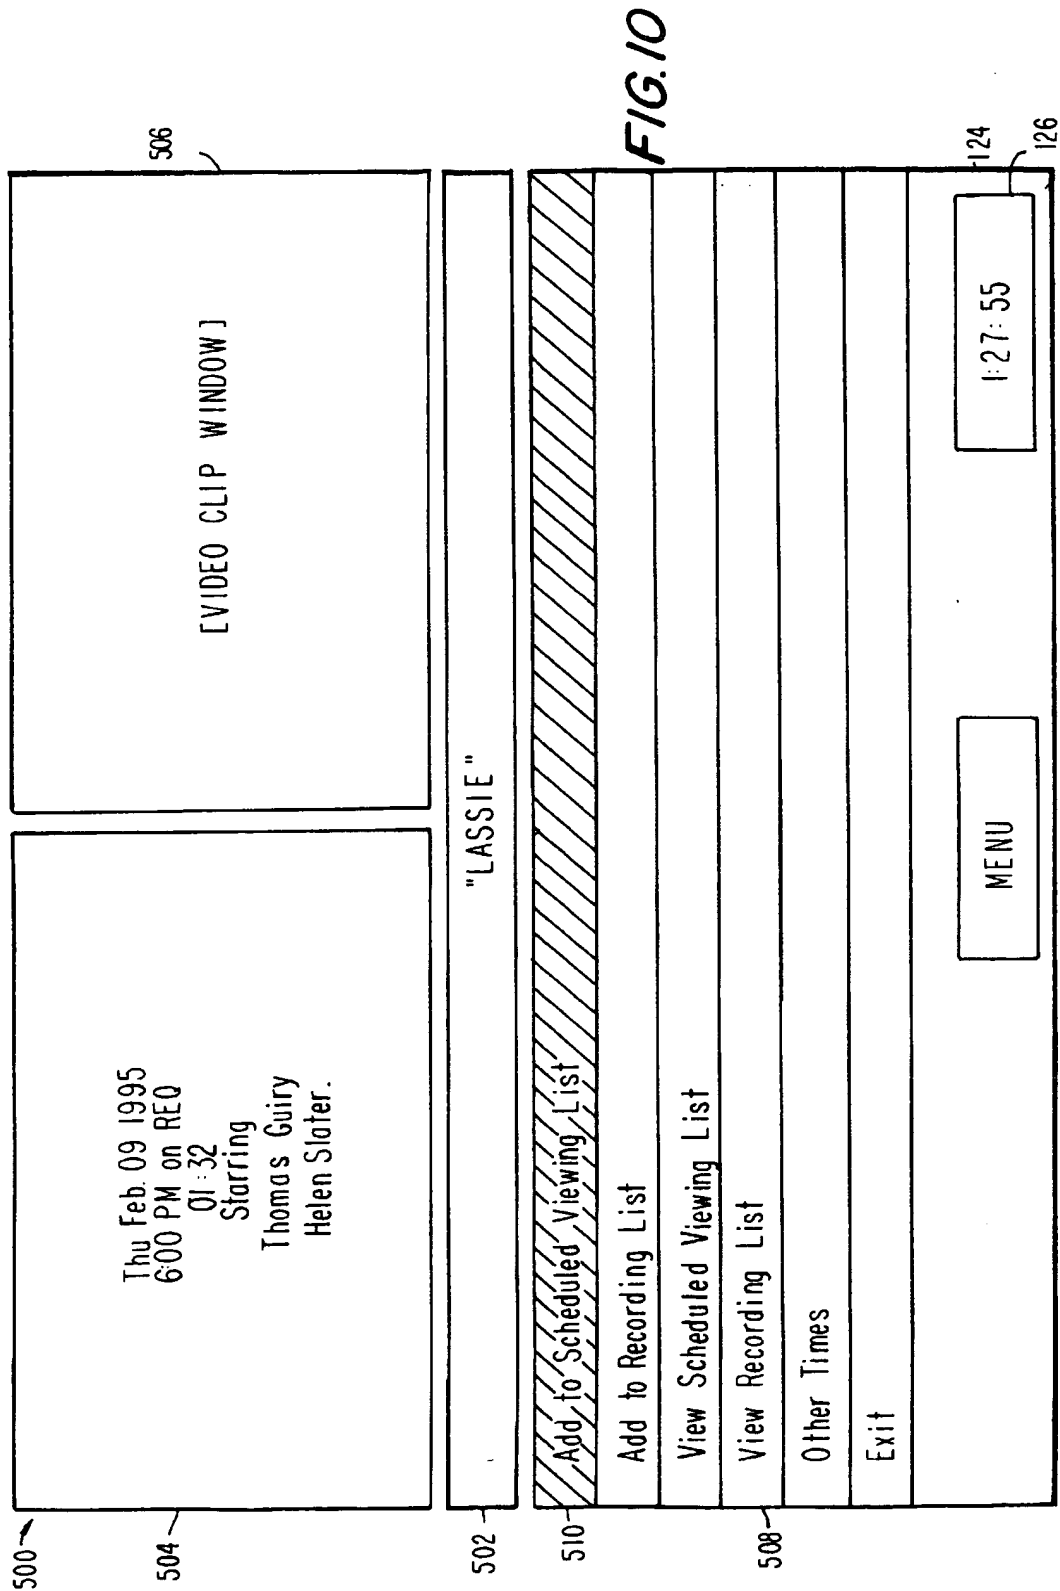 500
504
Thu Feb. 09 1995
6:00 PM on REQ
01:32
Starring
Thomas Guiry
Helen Slater.
506
[VIDEO CLIP WINDOW]
502
"LASSIE"
510
Add to Scheduled Viewing List
Add to Recording List
View Scheduled Viewing List
508
View Recording List
Other Times
Exit
MENU
1:27:55
124
126
FIG.10